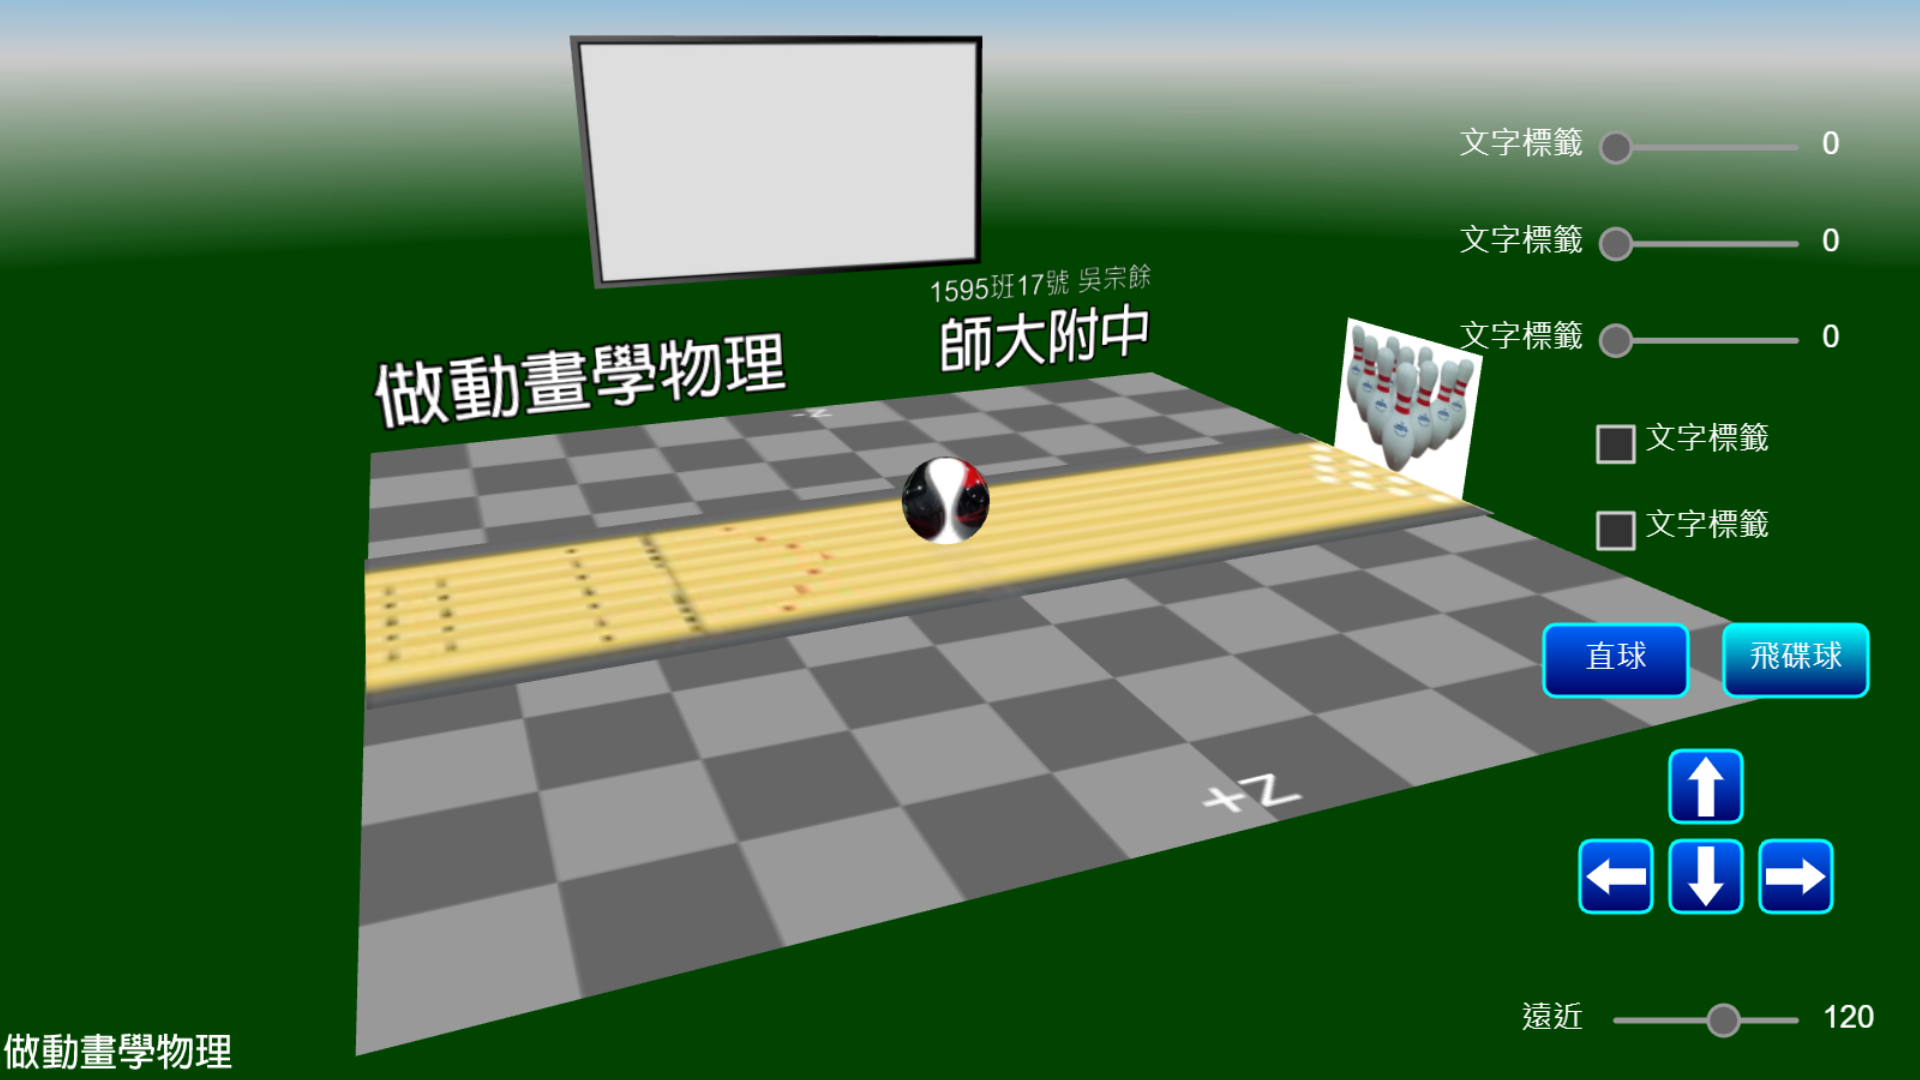 文字標籤 0
文字標籤 0
1595班17號 吳宗餘
師大附中
做動畫學物理
文字標籤 0
-z
文字標籤
文字標籤
直球
飛碟球
+z
遠近 120
做動畫學物理